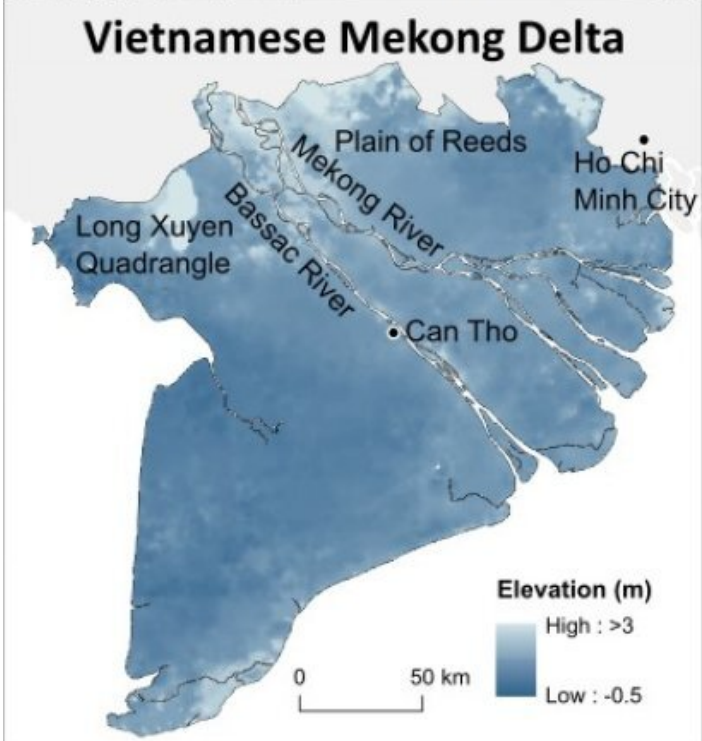 Vietnamese Mekong Delta
Plain of Reeds
Mekong River
Ho Chi
Minh City
Bassac River
Long Xuyen
Quadrangle
Can Tho
Elevation (m)
High : >3
Low : -0.5
0 50 km